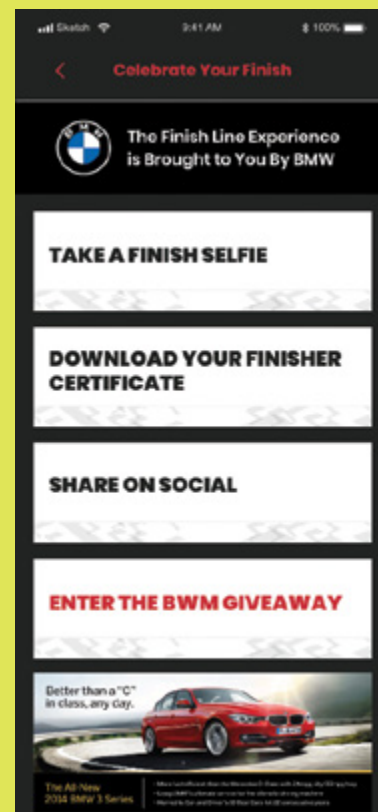 Sketch 9:41 AM 100%
Celebrate Your Finish
BMW
The Finish Line Experience
is Brought to You By BMW
TAKE A FINISH SELFIE
DOWNLOAD YOUR FINISHER
CERTIFICATE
SHARE ON SOCIAL
ENTER THE BWM GIVEAWAY
Better than a "C"
in class, any day.
The All-New
2014 BMW 3 Series